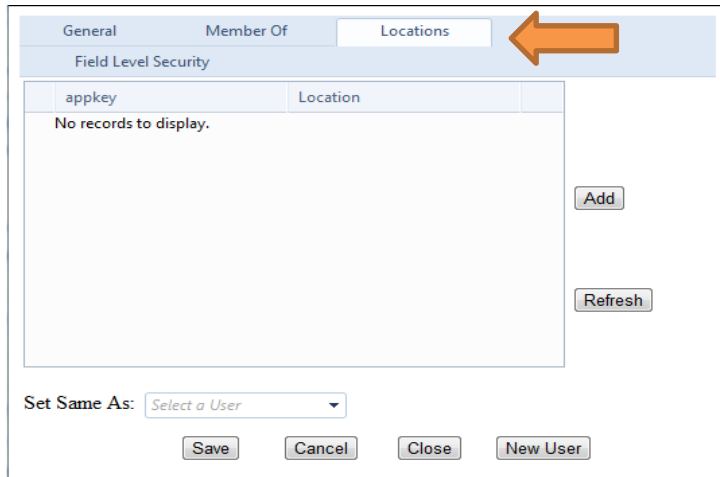 General Member Of Locations
Field Level Security
appkey Location
No records to display.
Add
Refresh
Set Same As: Select a User
Save Cancel Close New User